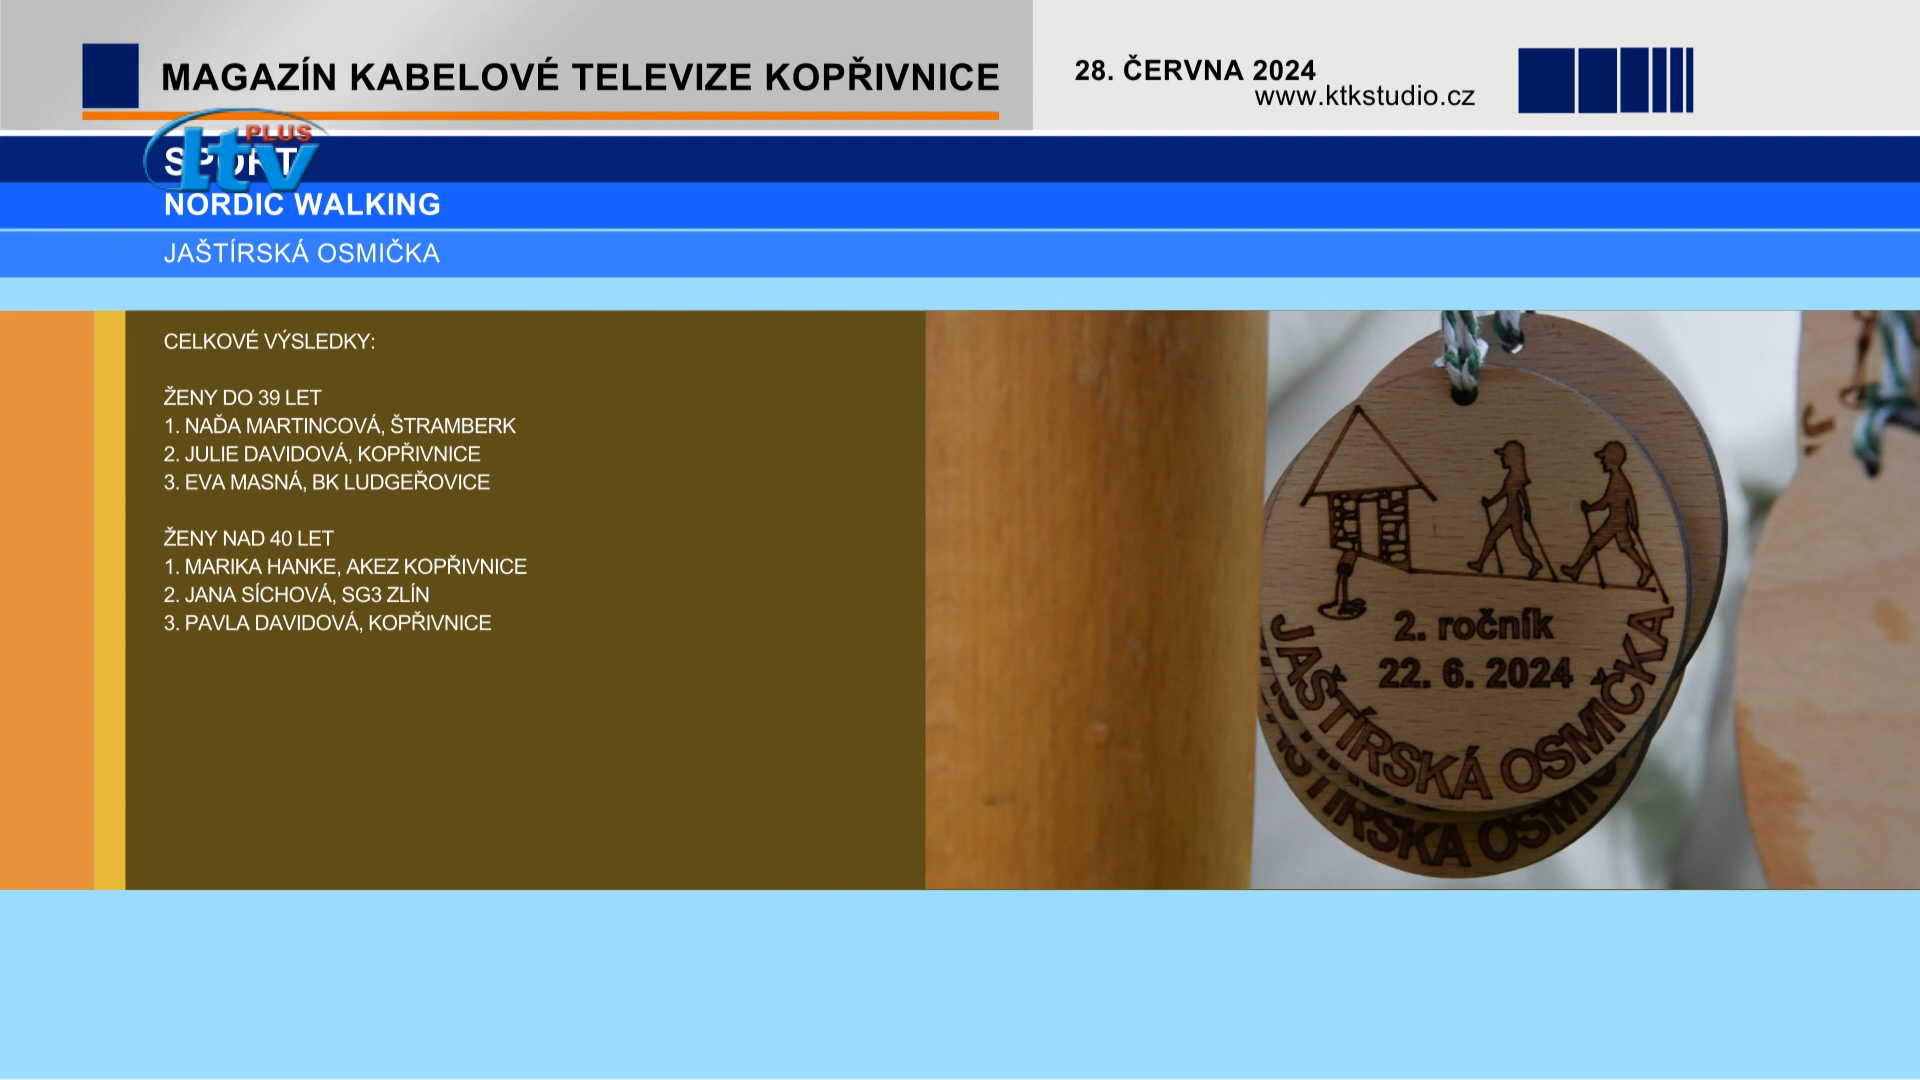 MAGAZÍN KABELOVÉ TELEVIZE KOPŘIVNICE
28. ČERVNA 2024
www.ktkstudio.cz
SPORT
ltv PLUS
NORDIC WALKING
JAŠTÍRSKÁ OSMIČKA
CELKOVÉ VÝSLEDKY:
ŽENY DO 39 LET
1. NAĎA MARTINCOVÁ, ŠTRAMBERK
2. JULIE DAVIDOVÁ, KOPŘIVNICE
3. EVA MASNÁ, BK LUDGEŘOVICE
ŽENY NAD 40 LET
1. MARIKA HANKE, AKEZ KOPŘIVNICE
2. JANA SÍCHOVÁ, SG3 ZLÍN
3. PAVLA DAVIDOVÁ, KOPŘIVNICE
2. ročník
22. 6. 2024
JAŠTÍRSKÁ OSMIČKA